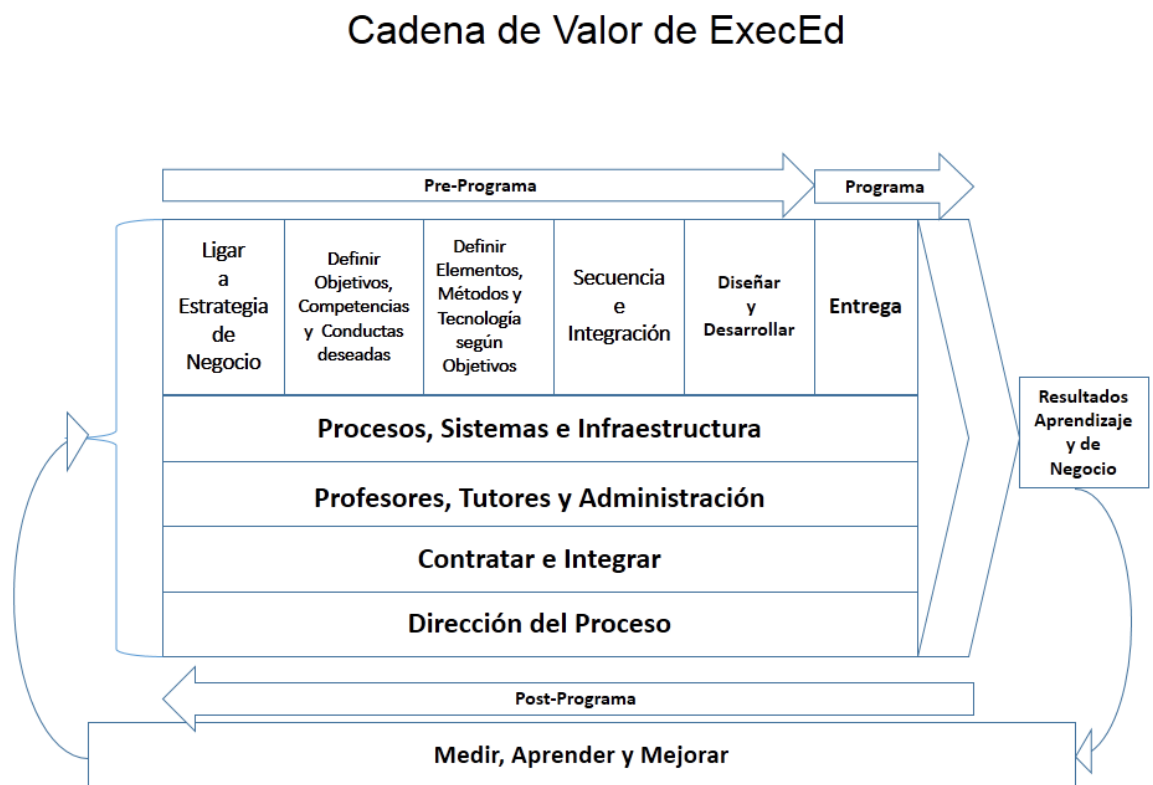 Cadena de Valor de ExecEd
Pre-Programa
Programa
Ligar
a
Estrategia
de
Negocio
Definir
Objetivos,
Competencias
y Conductas
deseadas
Definir
Elementos,
Métodos y
Tecnología
según
Objetivos
Secuencia
e
Integración
Diseñar
y
Desarrollar
Entrega
Procesos, Sistemas e Infraestructura
Profesores, Tutores y Administración
Contratar e Integrar
Dirección del Proceso
Resultados
Aprendizaje
y de
Negocio
Post-Programa
Medir, Aprender y Mejorar